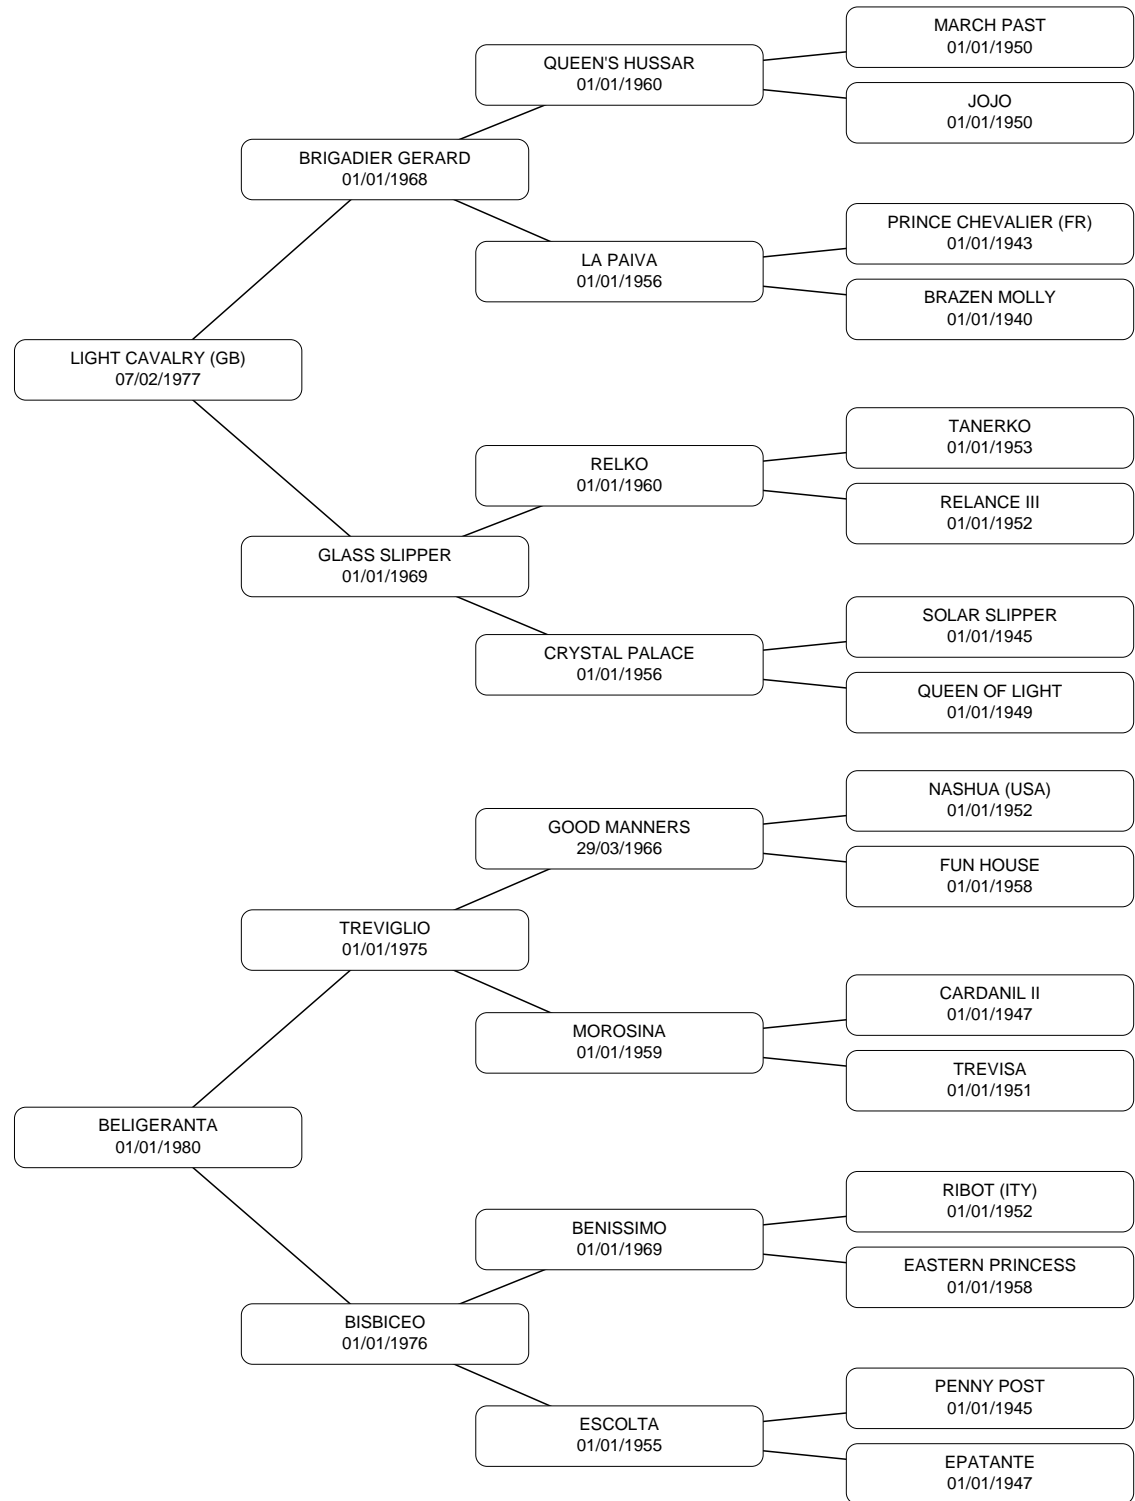 MARCH PAST
01/01/1950
QUEEN'S HUSSAR
01/01/1960
JOJO
01/01/1950
BRIGADIER GERARD
01/01/1968
PRINCE CHEVALIER (FR)
01/01/1943
LA PAIVA
01/01/1956
BRAZEN MOLLY
01/01/1940
LIGHT CAVALRY (GB)
07/02/1977
TANERKO
01/01/1953
RELKO
01/01/1960
RELANCE III
01/01/1952
GLASS SLIPPER
01/01/1969
SOLAR SLIPPER
01/01/1945
CRYSTAL PALACE
01/01/1956
QUEEN OF LIGHT
01/01/1949
NASHUA (USA)
01/01/1952
GOOD MANNERS
29/03/1966
FUN HOUSE
01/01/1958
TREVIGLIO
01/01/1975
CARDANIL II
01/01/1947
MOROSINA
01/01/1959
TREVISA
01/01/1951
BELIGERANTA
01/01/1980
RIBOT (ITY)
01/01/1952
BENISSIMO
01/01/1969
EASTERN PRINCESS
01/01/1958
BISBICEO
01/01/1976
PENNY POST
01/01/1945
ESCOLTA
01/01/1955
EPATANTE
01/01/1947